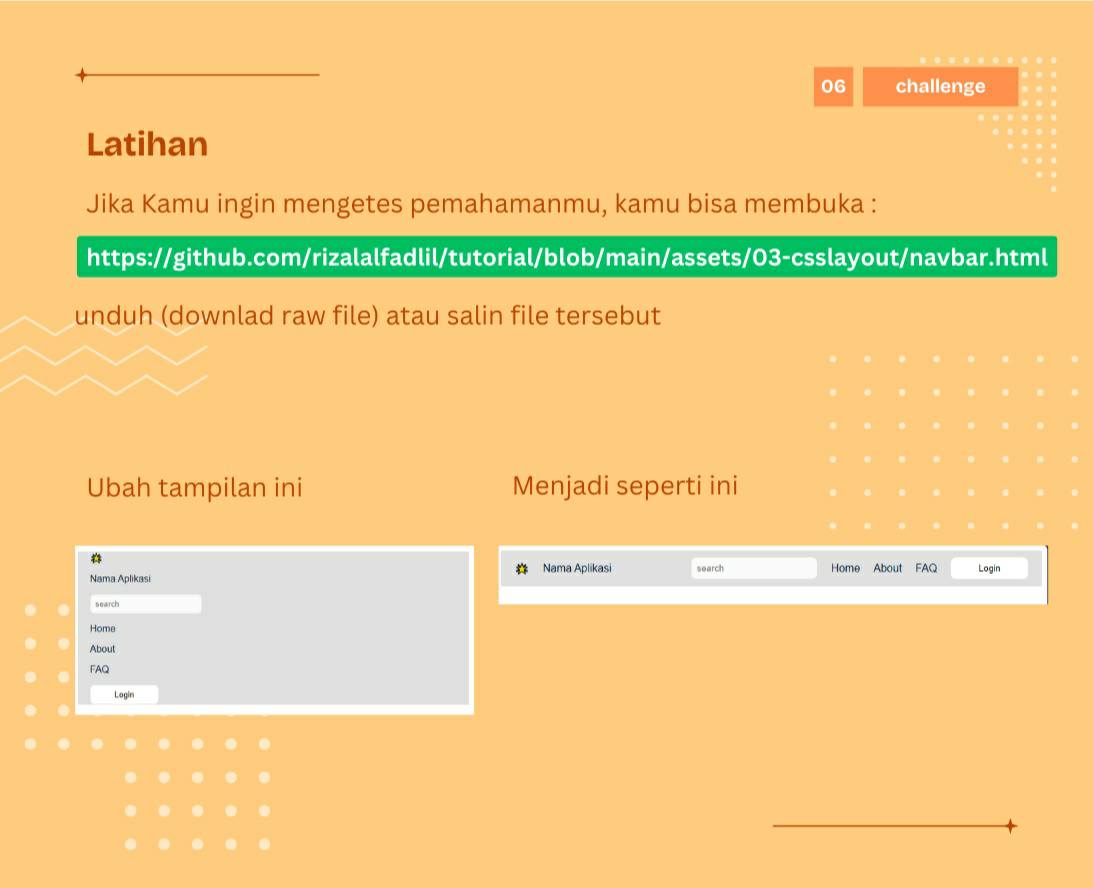 06
challenge
Latihan
Jika Kamu ingin mengetes pemahamanmu, kamu bisa membuka :
https://github.com/rizalalfadlil/tutorial/blob/main/assets/03-csslayout/navbar.html
unduh (downlad raw file) atau salin file tersebut
Ubah tampilan ini
Nama Aplikasi
search
Home
About
FAQ
Login
Menjadi seperti ini
Nama Aplikasi search Home About FAQ Login